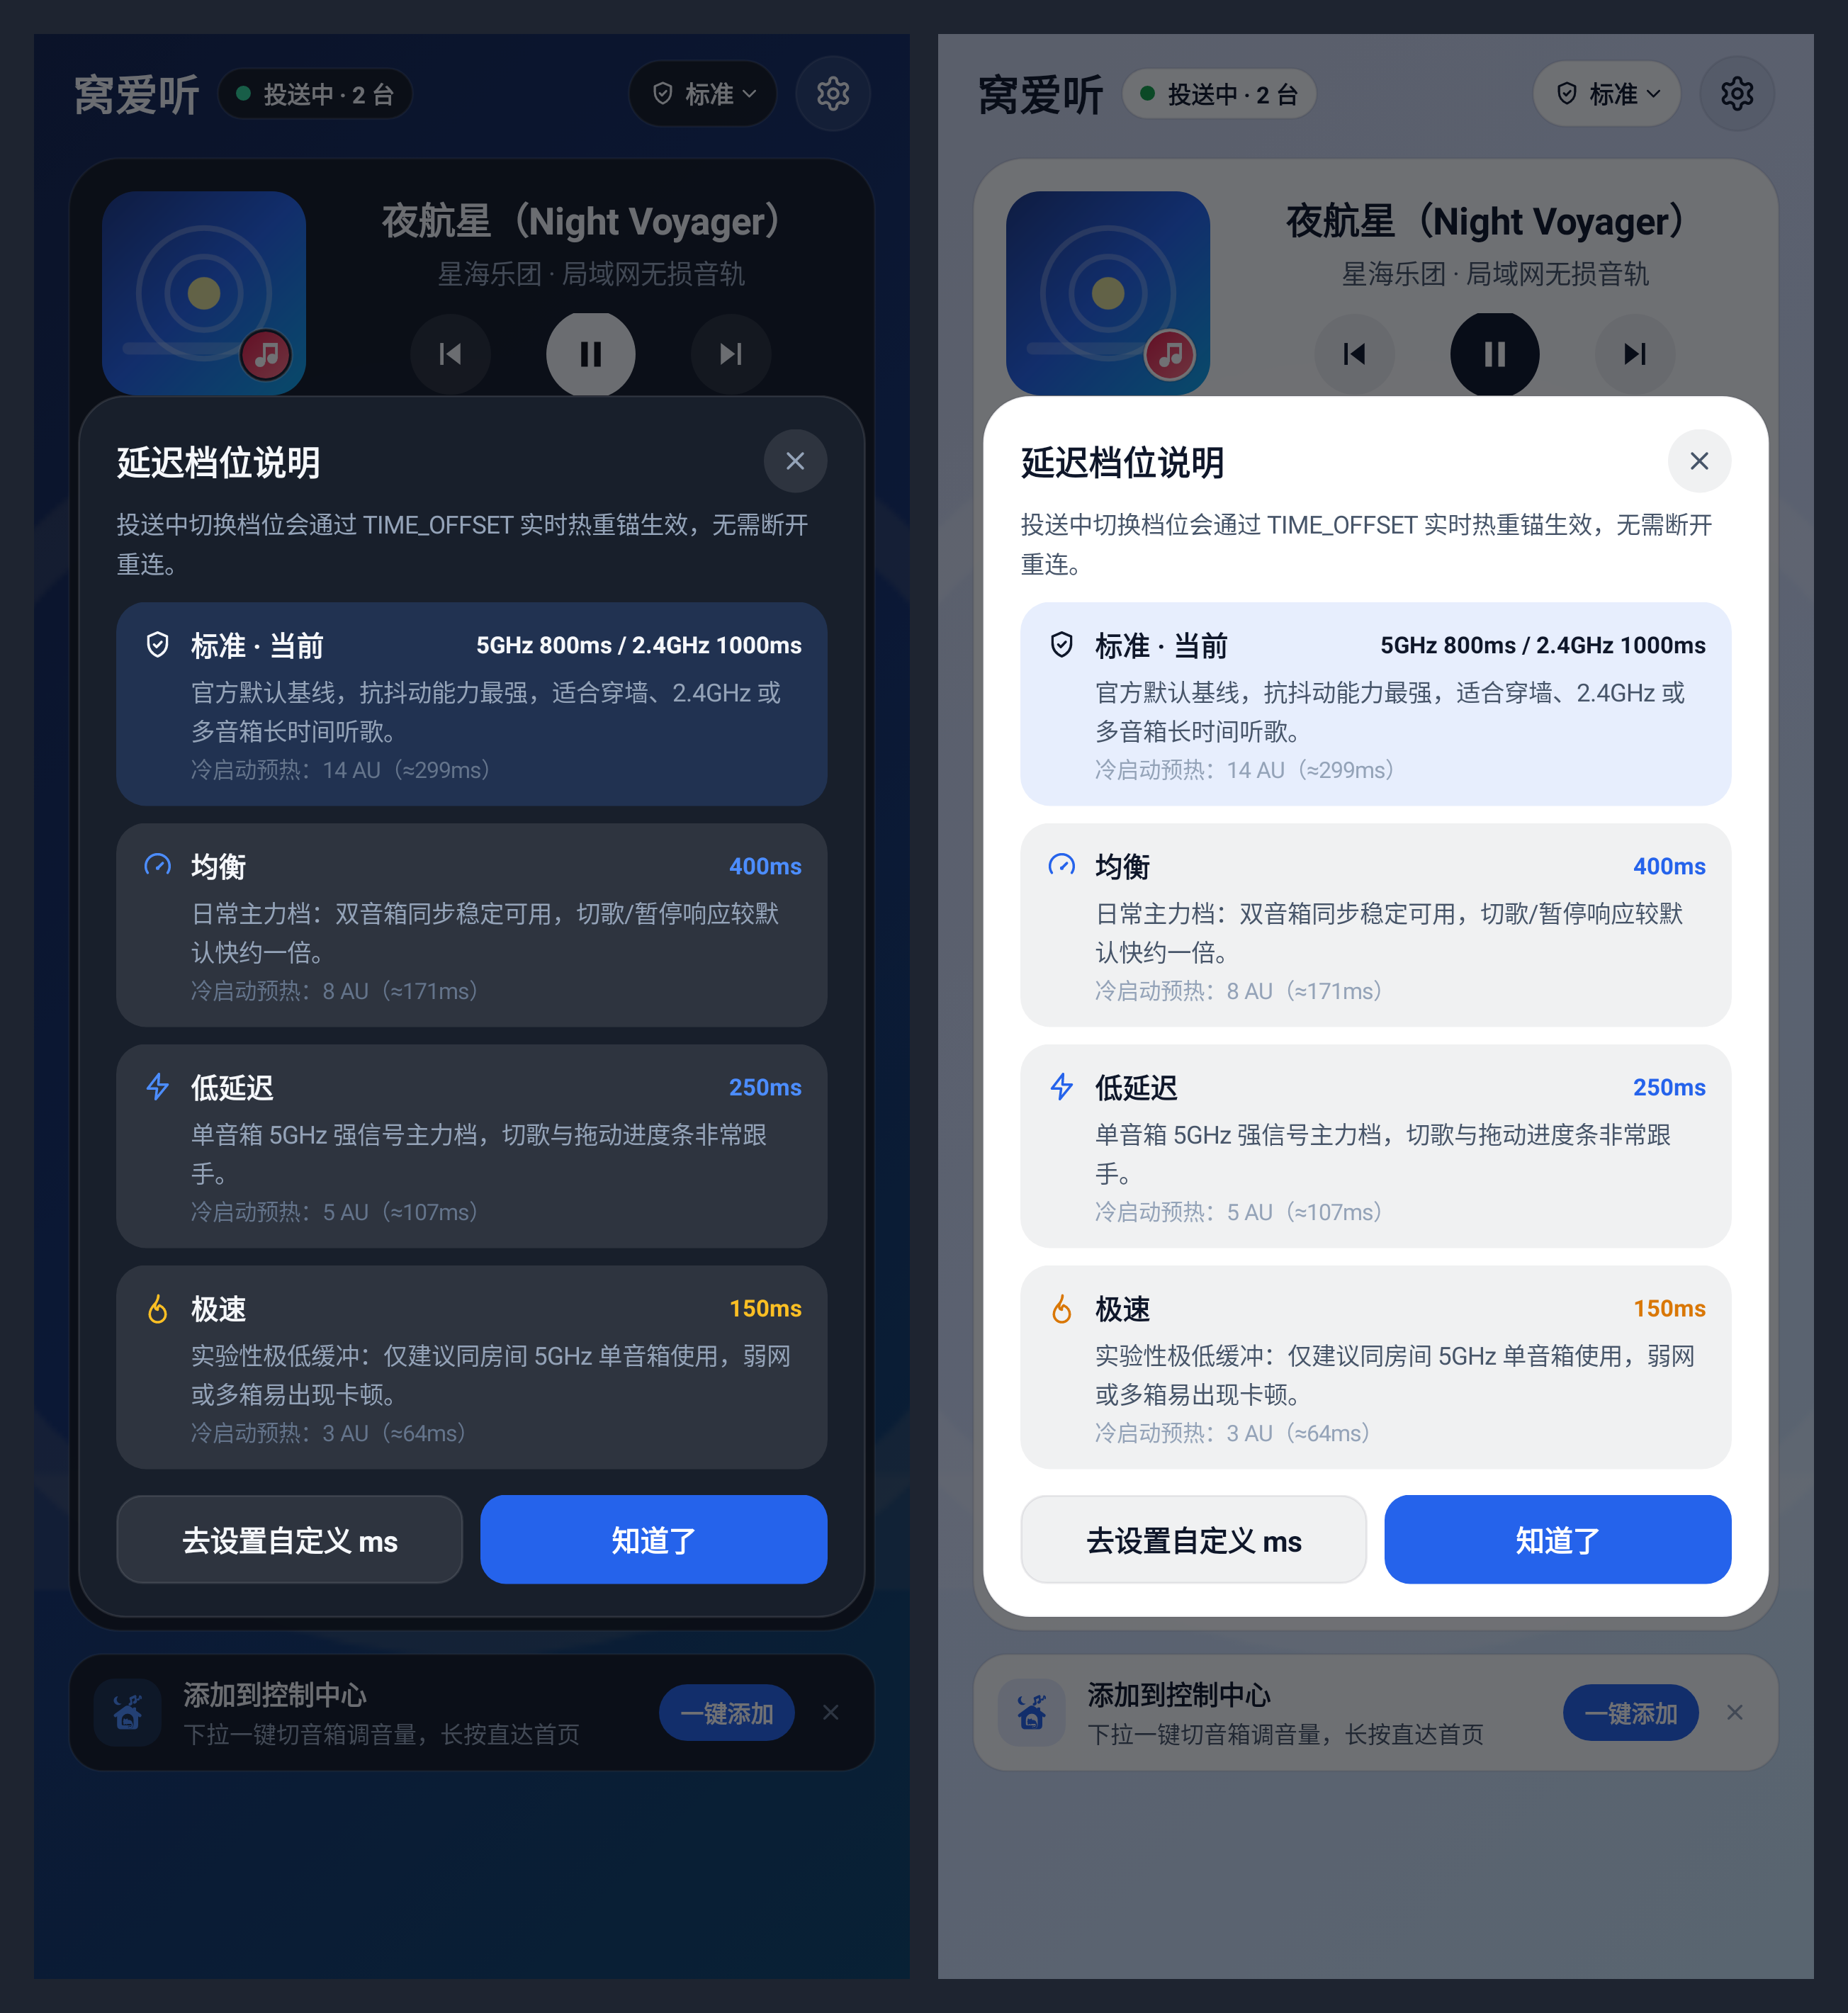 窝爱听
投送中 · 2 台
标准
夜航星（Night Voyager）
星海乐团 · 局域网无损音轨
延迟档位说明
投送中切换档位会通过 TIME_OFFSET 实时热重锚生效，无需断开
重连。
标准 · 当前
5GHz 800ms / 2.4GHz 1000ms
官方默认基线，抗抖动能力最强，适合穿墙、2.4GHz 或
多音箱长时间听歌。
冷启动预热：14 AU（≈299ms）
均衡
400ms
日常主力档：双音箱同步稳定可用，切歌/暂停响应较默
认快约一倍。
冷启动预热：8 AU（≈171ms）
低延迟
250ms
单音箱 5GHz 强信号主力档，切歌与拖动进度条非常跟
手。
冷启动预热：5 AU（≈107ms）
极速
150ms
实验性极低缓冲：仅建议同房间 5GHz 单音箱使用，弱网
或多箱易出现卡顿。
冷启动预热：3 AU（≈64ms）
去设置自定义 ms
知道了
添加到控制中心
下拉一键切音箱调音量，长按直达首页
一键添加
窝爱听
投送中 · 2 台
标准
夜航星（Night Voyager）
星海乐团 · 局域网无损音轨
延迟档位说明
投送中切换档位会通过 TIME_OFFSET 实时热重锚生效，无需断开
重连。
标准 · 当前
5GHz 800ms / 2.4GHz 1000ms
官方默认基线，抗抖动能力最强，适合穿墙、2.4GHz 或
多音箱长时间听歌。
冷启动预热：14 AU（≈299ms）
均衡
400ms
日常主力档：双音箱同步稳定可用，切歌/暂停响应较默
认快约一倍。
冷启动预热：8 AU（≈171ms）
低延迟
250ms
单音箱 5GHz 强信号主力档，切歌与拖动进度条非常跟
手。
冷启动预热：5 AU（≈107ms）
极速
150ms
实验性极低缓冲：仅建议同房间 5GHz 单音箱使用，弱网
或多箱易出现卡顿。
冷启动预热：3 AU（≈64ms）
去设置自定义 ms
知道了
添加到控制中心
下拉一键切音箱调音量，长按直达首页
一键添加